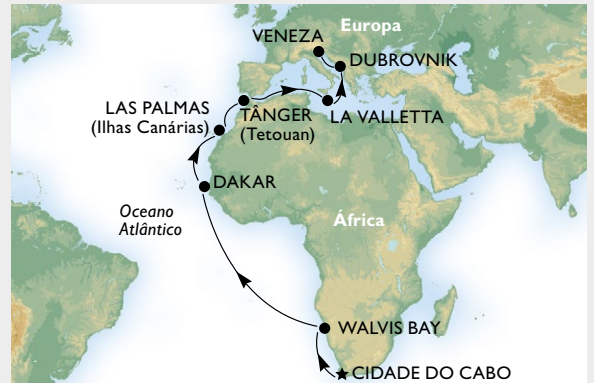 Europa
VENEZA
DUBROVNIK
LAS PALMAS
(Ilhas Canárias)
TÂNGER
(Tetouan)
LA VALLETTA
DAKAR
Oceano
Atlântico
África
WALVIS BAY
CIDADE DO CABO